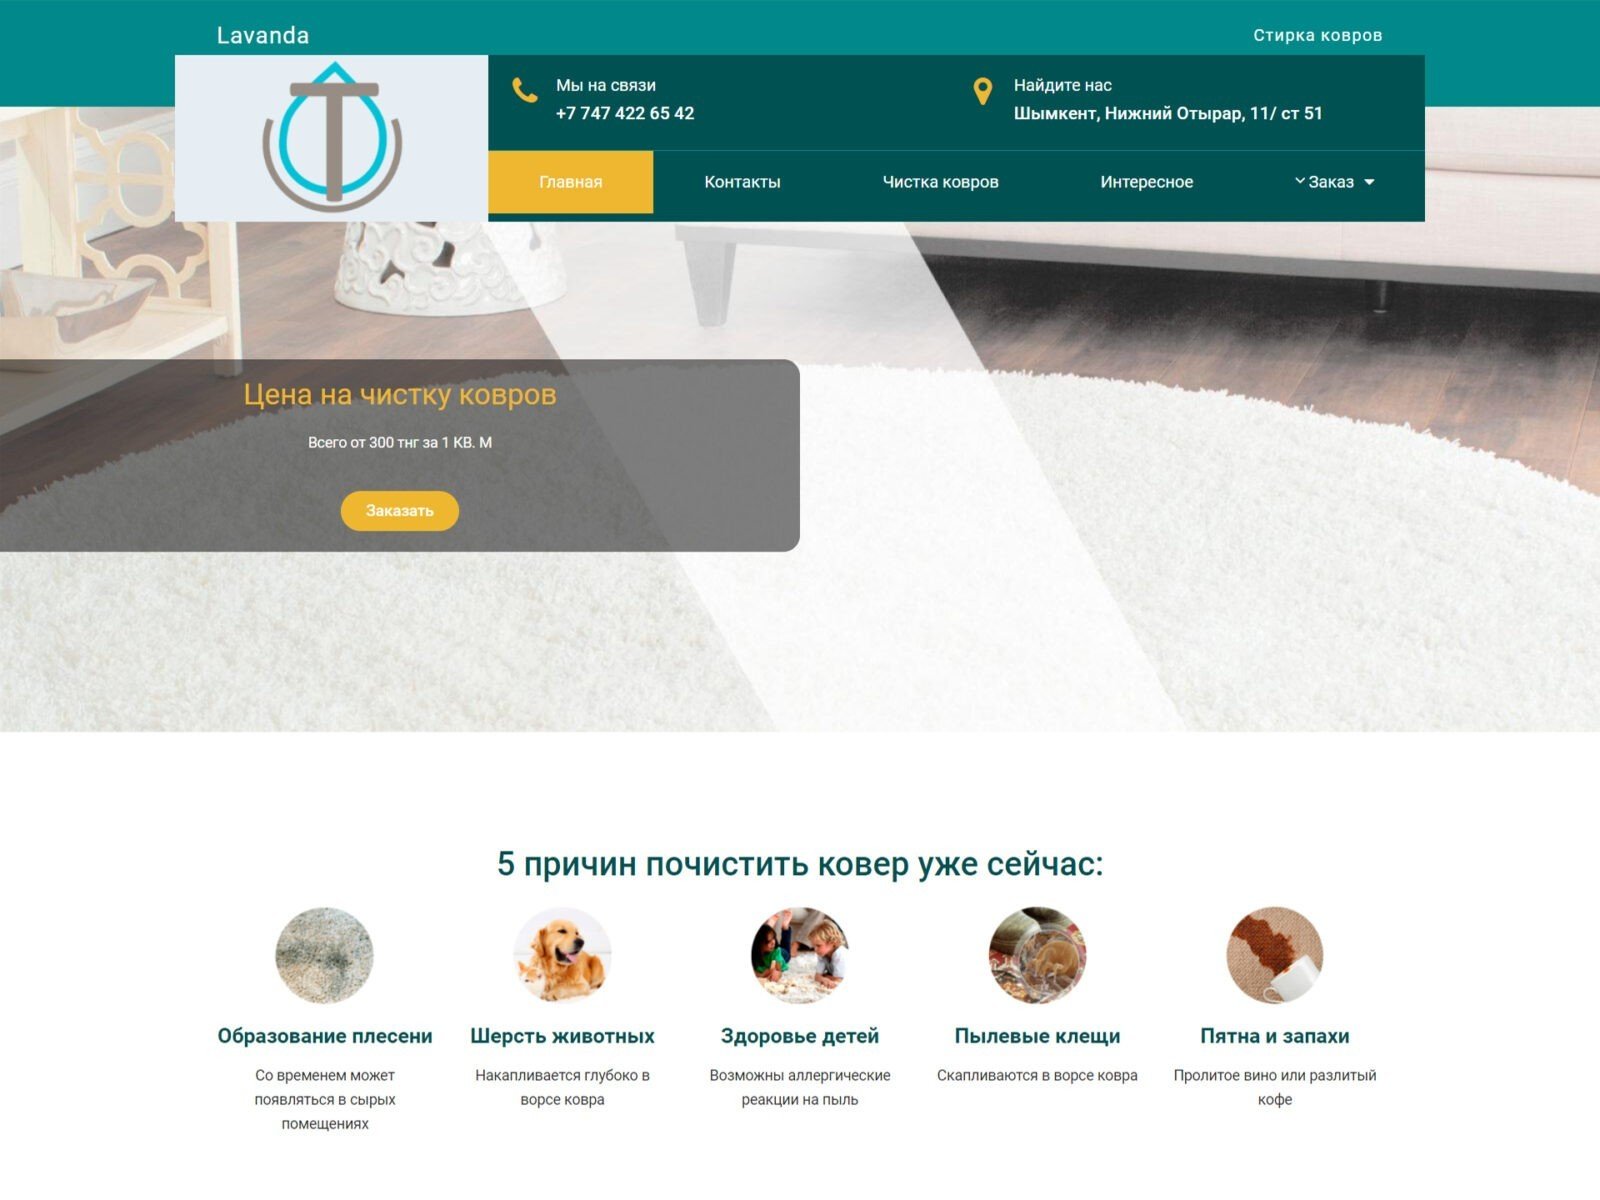 Lavanda
Стирка ковров
Мы на связи
+7 747 422 65 42
Найдите нас
Шымкент, Нижний Отырар, 11/ ст 51
Главная
Контакты
Чистка ковров
Интересное
Заказ
Цена на чистку ковров
Всего от 300 тнг за 1 КВ. М
Заказать
5 причин почистить ковер уже сейчас:
Образование плесени
Со временем может
появляться в сырых
помещениях
Шерсть животных
Накапливается глубоко в
ворсе ковра
Здоровье детей
Возможны аллергические
реакции на пыль
Пылевые клещи
Скапливаются в ворсе ковра
Пятна и запахи
Пролитое вино или разлитый
кофе